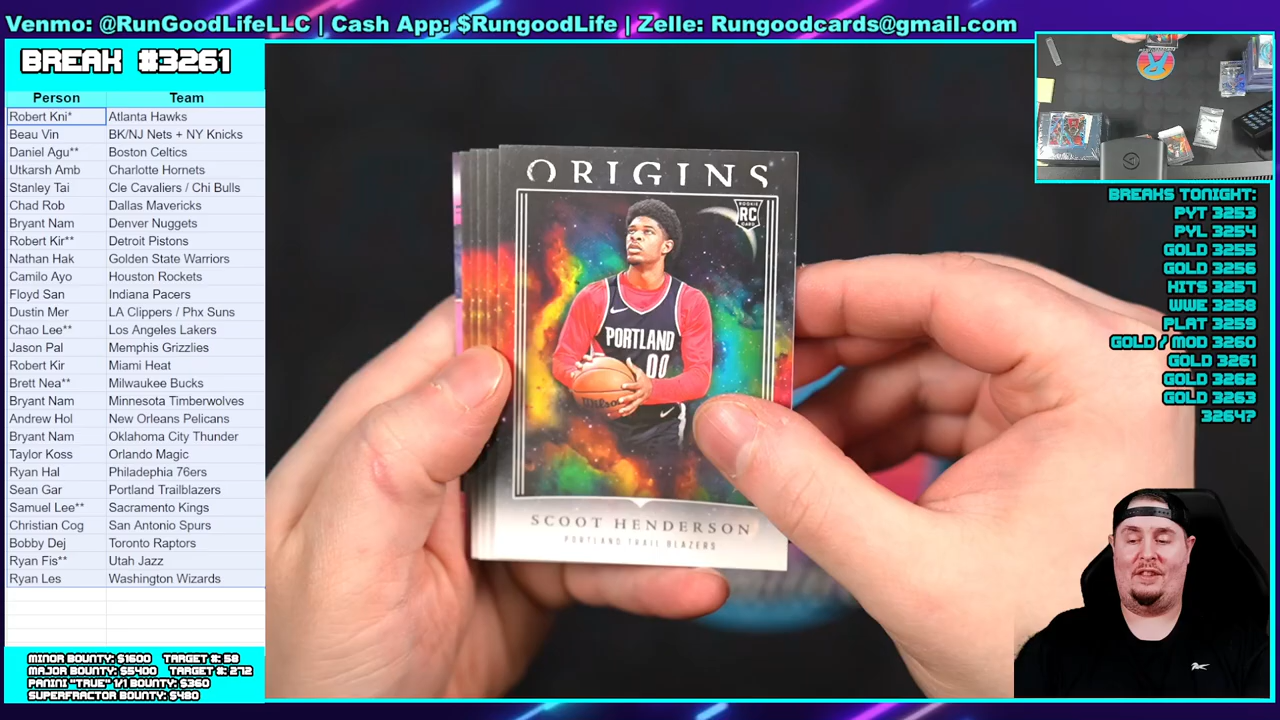 Venmo: @RunGoodLifeLLC | Cash App: $RungoodLife | Zelle: Rungoodcards@gmail.com
BREAK #3261
Person Team
Robert Kni* Atlanta Hawks
Beau Vin BK/NJ Nets + NY Knicks
Daniel Agu** Boston Celtics
Utkarsh Amb Charlotte Hornets
Stanley Tai Cle Cavaliers / Chi Bulls
Chad Rob Dallas Mavericks
Bryant Nam Denver Nuggets
Robert Kir** Detroit Pistons
Nathan Hak Golden State Warriors
Camilo Ayo Houston Rockets
Floyd San Indiana Pacers
Dustin Mer LA Clippers / Phx Suns
Chao Lee** Los Angeles Lakers
Jason Pal Memphis Grizzlies
Robert Kir Miami Heat
Brett Nea** Milwaukee Bucks
Bryant Nam Minnesota Timberwolves
Andrew Hol New Orleans Pelicans
Bryant Nam Oklahoma City Thunder
Taylor Koss Orlando Magic
Ryan Hal Philadephia 76ers
Sean Gar Portland Trailblazers
Samuel Lee** Sacramento Kings
Christian Cog San Antonio Spurs
Bobby Dej Toronto Raptors
Ryan Fis** Utah Jazz
Ryan Les Washington Wizards
MINOR BOUNTY: $1600 TARGET #: 58
MAJOR BOUNTY: $5400 TARGET #: 272
PANINI "TRUE" 1/1 BOUNTY: $360
SUPERFRACTOR BOUNTY: $480
ORIGINS
ROOKIE
RC
CARD
PORTLAND
00
Wilson
SCOOT HENDERSON
PORTLAND TRAIL BLAZERS
BREAKS TONIGHT:
PYT 3253
PYL 3254
GOLD 3255
GOLD 3256
HITS 3257
WWE 3258
PLAT 3259
GOLD / MOD 3260
GOLD 3261
GOLD 3262
GOLD 3263
3264?